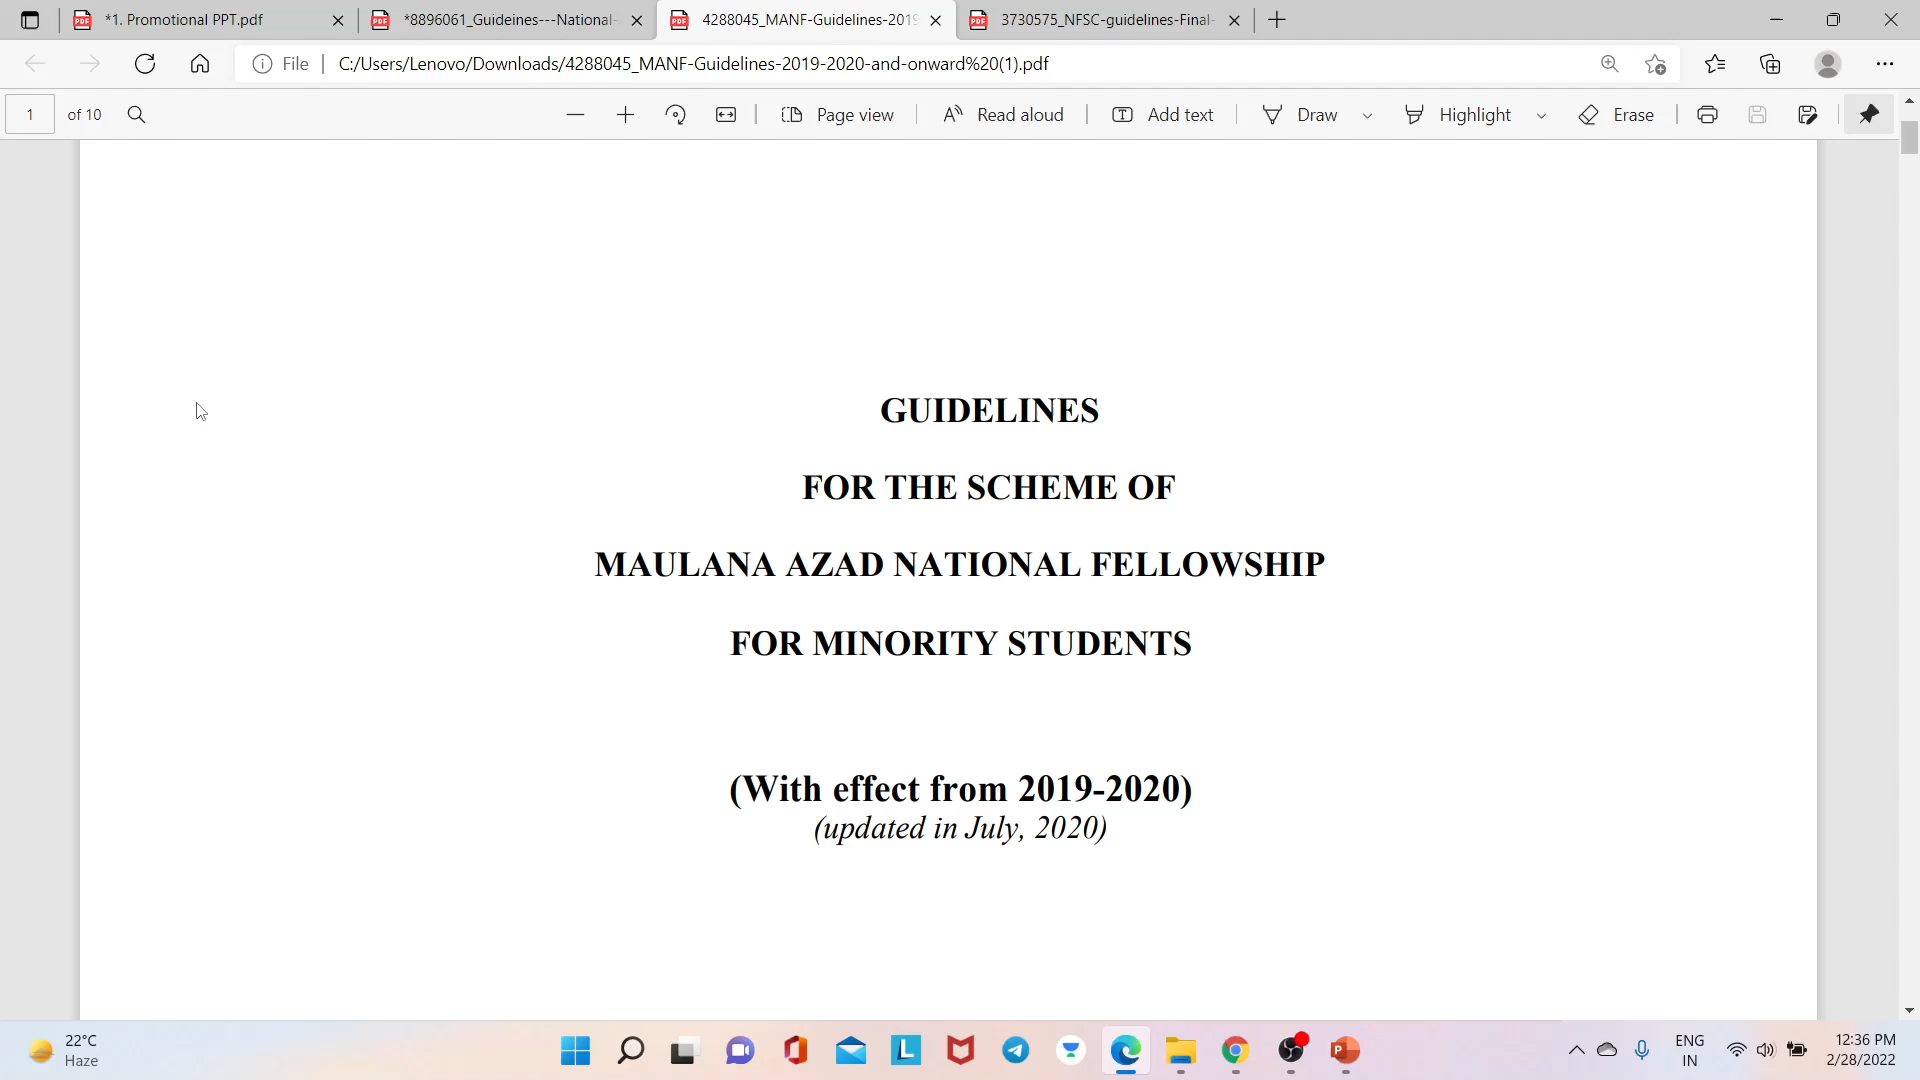 *1. Promotional PPT.pdf
*8896061_Guideines---National-
4288045_MANF-Guidelines-2019
3730575_NFSC-guidelines-Final-
File
C:/Users/Lenovo/Downloads/4288045_MANF-Guidelines-2019-2020-and-onward%20(1).pdf
1 of 10
Page view
Read aloud
Add text
Draw
Highlight
Erase
GUIDELINES
FOR THE SCHEME OF
MAULANA AZAD NATIONAL FELLOWSHIP
FOR MINORITY STUDENTS
(With effect from 2019-2020)
(updated in July, 2020)
22°C
Haze
ENG
IN
12:36 PM
2/28/2022